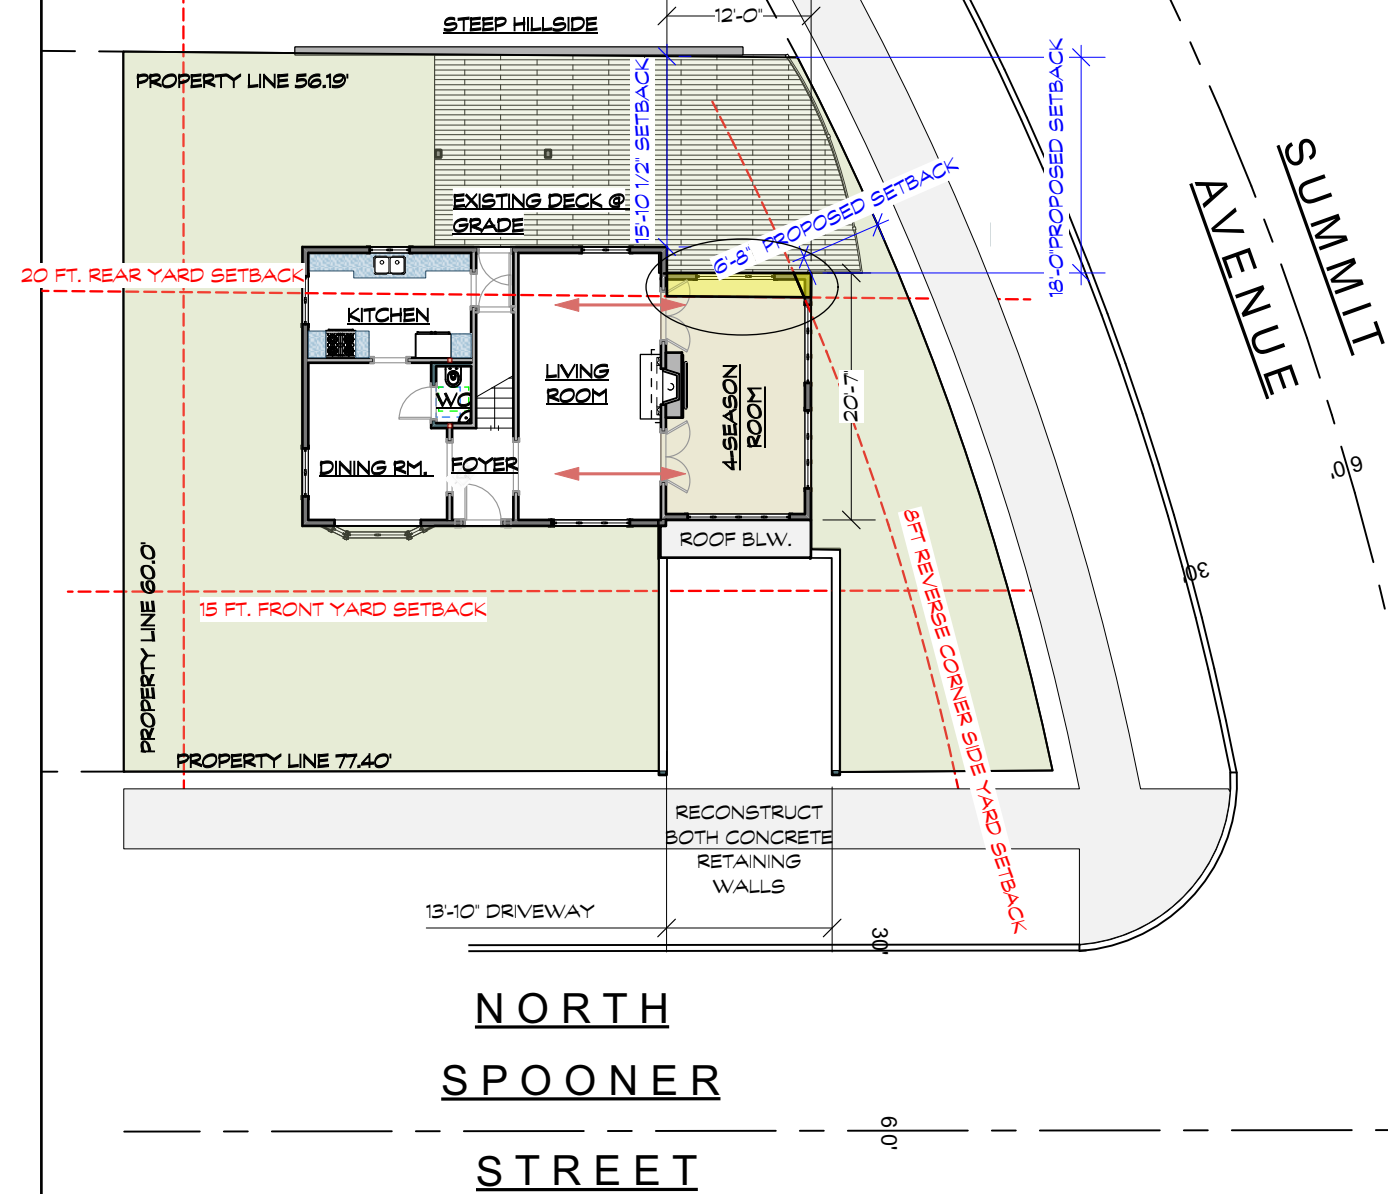 12'-0"
STEEP HILLSIDE
PROPERTY LINE 56.19'
15'-10 1/2" SETBACK
18'-0"PROPOSED SETBACK
SUMMIT
AVENUE
EXISTING DECK @
GRADE
6'-8" PROPOSED SETBACK
20 FT. REAR YARD SETBACK
KITCHEN
LIVING
ROOM
4-SEASON
ROOM
20'-7"
WC
DINING RM.
FOYER
60'
ROOF BLW.
30'
8FT REVERSE CORNER SIDE YARD SETBACK
15 FT. FRONT YARD SETBACK
PROPERTY LINE 60.0'
PROPERTY LINE 77.40'
RECONSTRUCT
BOTH CONCRETE
RETAINING
WALLS
13'-10" DRIVEWAY
30'
NORTH
SPOONER
60'
STREET